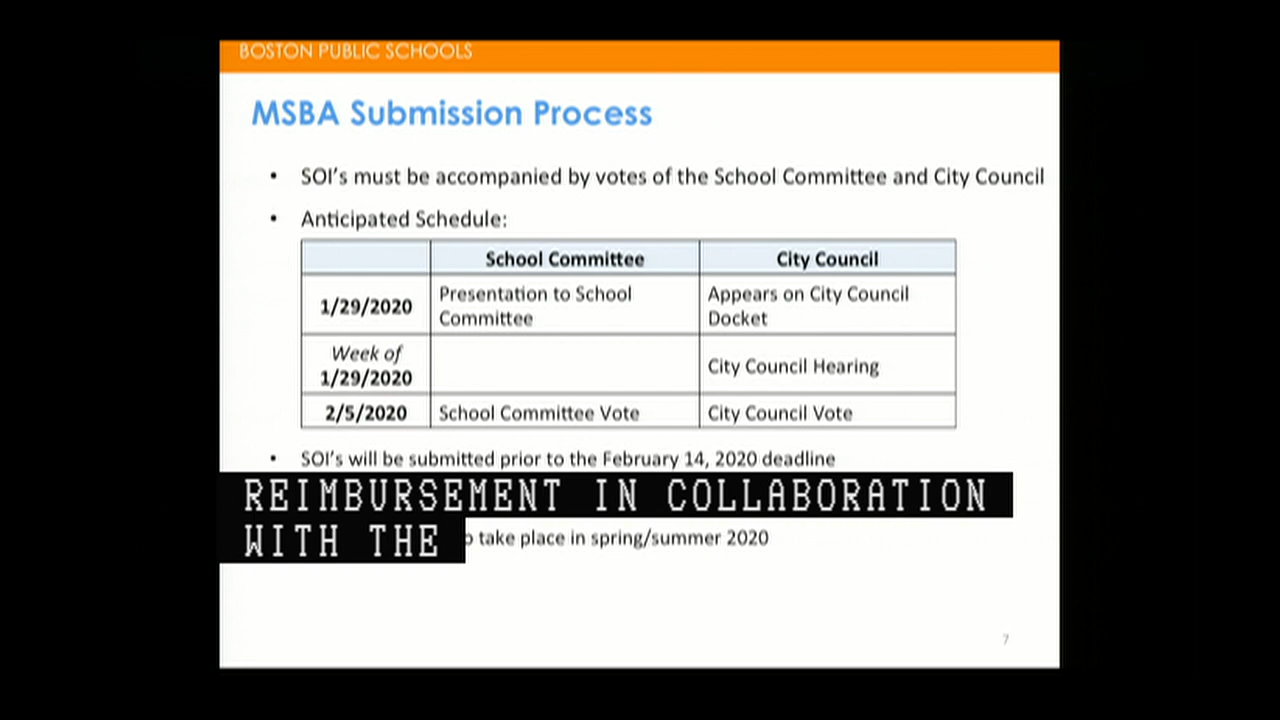 BOSTON PUBLIC SCHOOLS
MSBA Submission Process
• SOI's must be accompanied by votes of the School Committee and City Council
• Anticipated Schedule:
School Committee City Council
1/29/2020 Presentation to School Committee Appears on City Council Docket
Week of 1/29/2020 City Council Hearing
2/5/2020 School Committee Vote City Council Vote
• SOI's will be submitted prior to the February 14, 2020 deadline
REIMBURSEMENT IN COLLABORATION
WITH THE
take place in spring/summer 2020
7